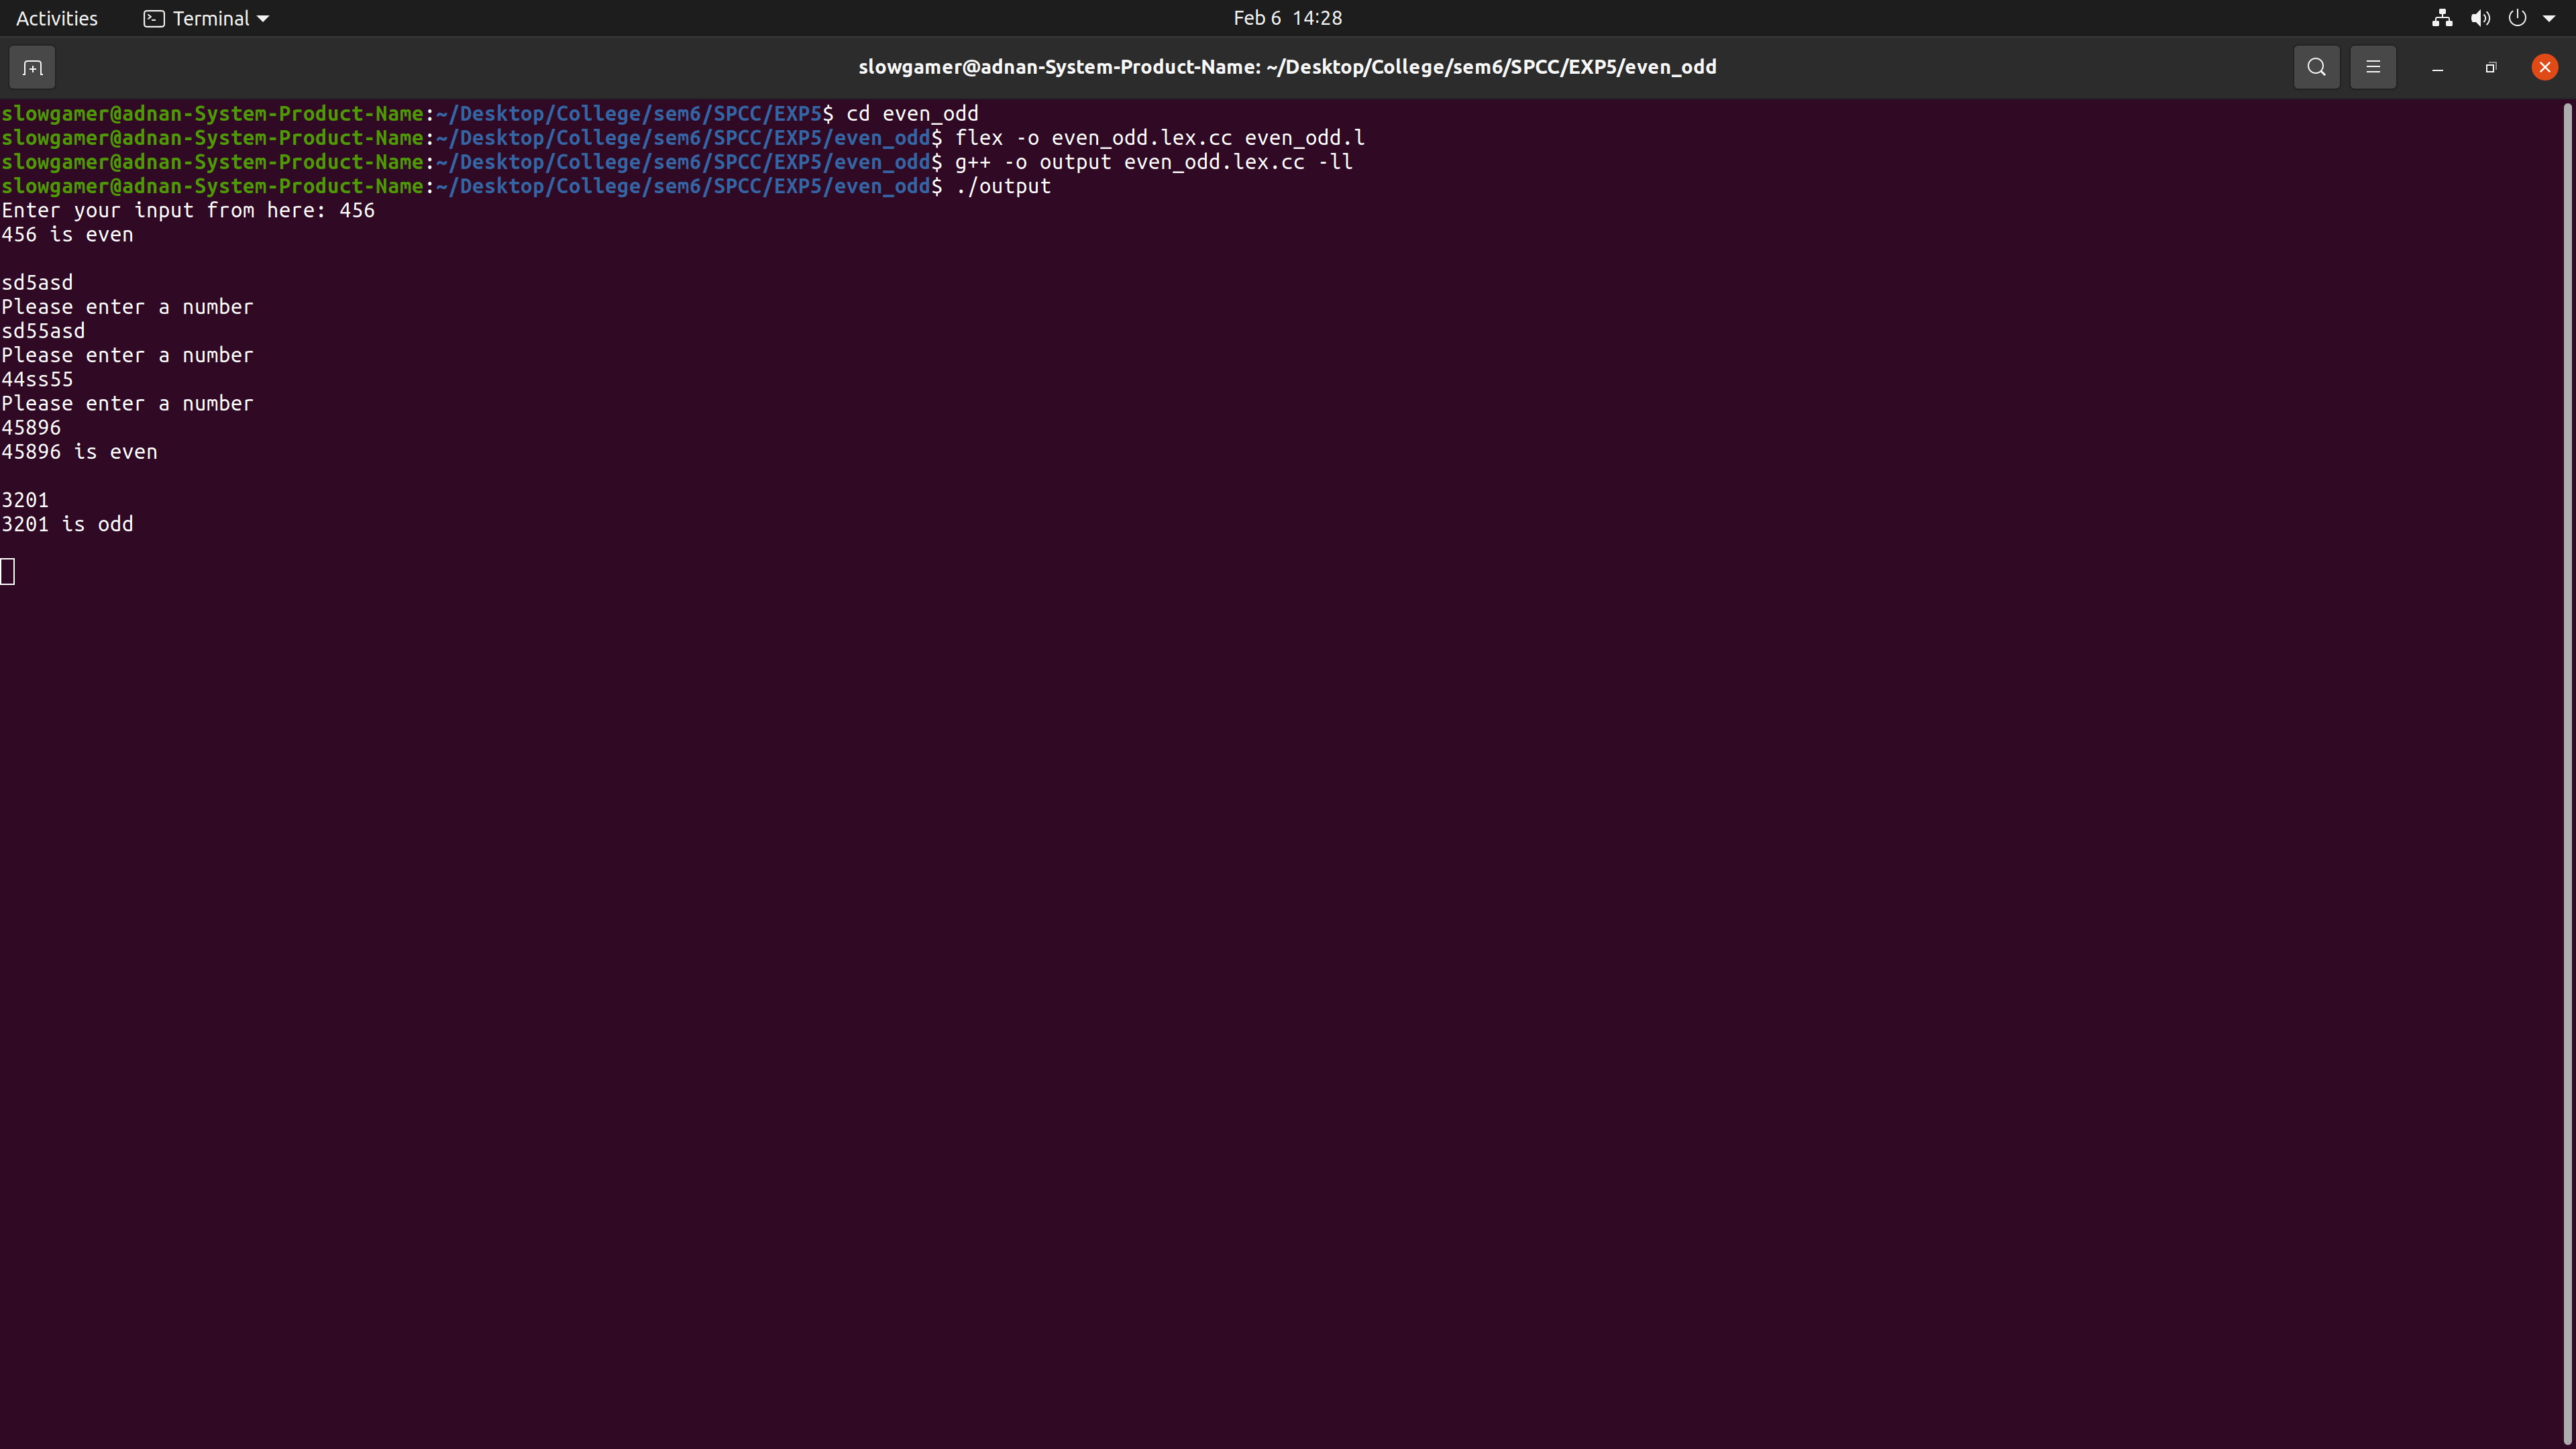 Activities Terminal Feb 6 14:28
slowgamer@adnan-System-Product-Name: ~/Desktop/College/sem6/SPCC/EXP5/even_odd
slowgamer@adnan-System-Product-Name:~/Desktop/College/sem6/SPCC/EXP5$ cd even_odd
slowgamer@adnan-System-Product-Name:~/Desktop/College/sem6/SPCC/EXP5/even_odd$ flex -o even_odd.lex.cc even_odd.l
slowgamer@adnan-System-Product-Name:~/Desktop/College/sem6/SPCC/EXP5/even_odd$ g++ -o output even_odd.lex.cc -ll
slowgamer@adnan-System-Product-Name:~/Desktop/College/sem6/SPCC/EXP5/even_odd$ ./output
Enter your input from here: 456
456 is even
sd5asd
Please enter a number
sd55asd
Please enter a number
44ss55
Please enter a number
45896
45896 is even
3201
3201 is odd